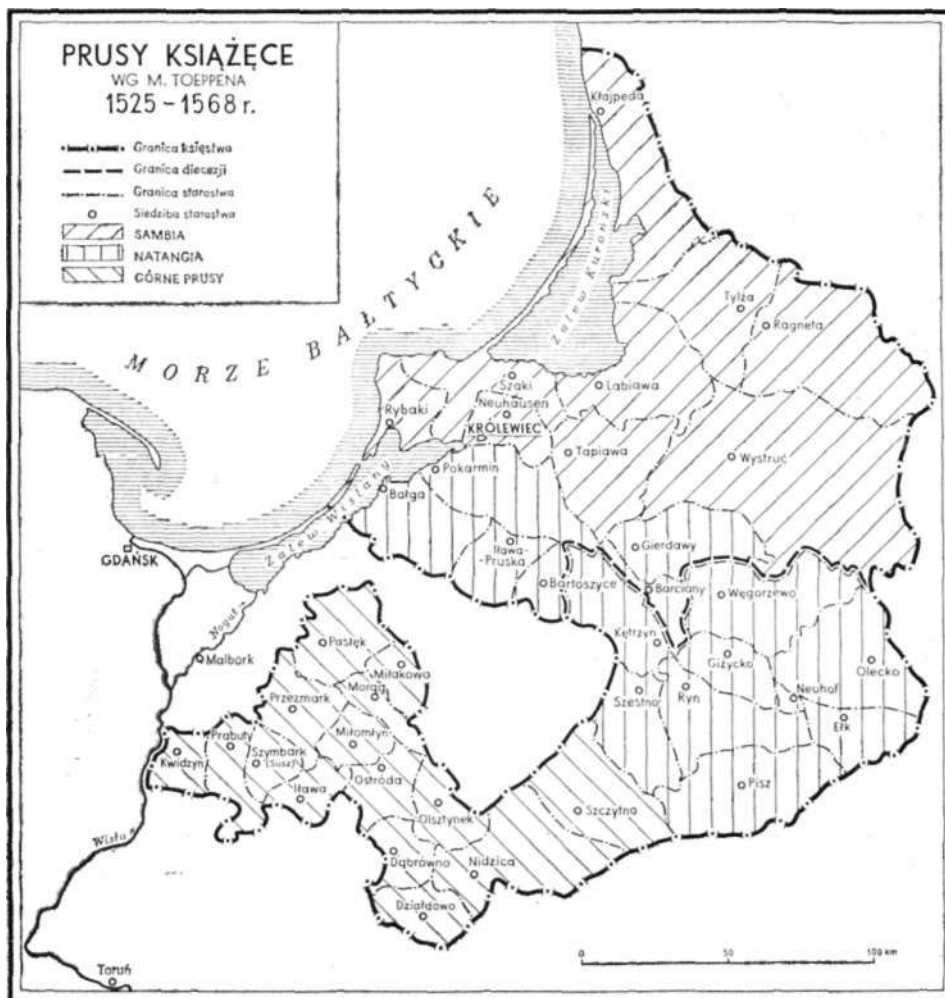 PRUSY KSIĄŻĘCE
WG M. TOEPPENA
1525 – 1568 r.
Granica księstwa
Granica diecezji
Granica starostwa
Siedziba starostwa
SAMBIA
NATANGIA
GÓRNE PRUSY
MORZE BAŁTYCKIE
Kłajpeda
Zalew Kuroński
Tylża
Ragneta
Szaki
Labiawa
Neuhausen
Rybaki
KRÓLEWIEC
Tapiawa
Wystruć
Pokarmin
Bałga
Zalew Wiślany
GDAŃSK
Iława-
Pruska
Gierdawy
Bartoszyce
Barciany
Węgorzewo
Nogat
Malbork
Pasłęk
Miłakowo
Morąg
Kętrzyn
Giżycko
Olecko
Przezmark
Szestno
Ryn
Neuhof
Ełk
Prabuty
Kwidzyn
Szymbark
(Susz)
Miłomłyn
Ostróda
Iława
Pisz
Olsztynek
Szczytno
Wisła
Dąbrówno
Nidzica
Działdowo
Toruń
0 50 100 km